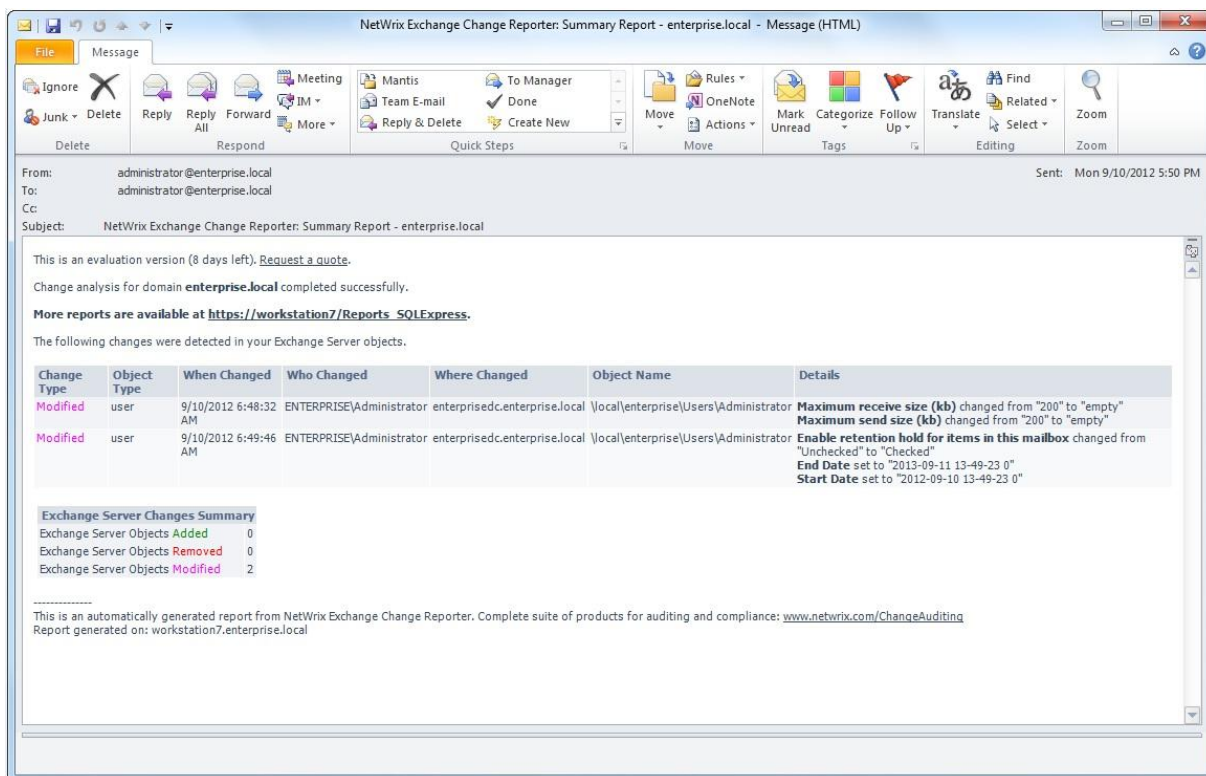 NetWrix Exchange Change Reporter: Summary Report - enterprise.local - Message (HTML)
File Message
Ignore
Junk
Delete
Reply
Reply All
Forward
Meeting
IM
More
Mantis
Team E-mail
Reply & Delete
To Manager
Done
Create New
Move
Rules
OneNote
Actions
Mark Unread
Categorize
Follow Up
Translate
Find
Related
Select
Zoom
Delete Respond Quick Steps Move Tags Editing Zoom
From: administrator@enterprise.local Sent: Mon 9/10/2012 5:50 PM
To: administrator@enterprise.local
Cc:
Subject: NetWrix Exchange Change Reporter: Summary Report - enterprise.local
This is an evaluation version (8 days left). Request a quote.
Change analysis for domain enterprise.local completed successfully.
More reports are available at https://workstation7/Reports_SQLExpress.
The following changes were detected in your Exchange Server objects.
Change Type Object Type When Changed Who Changed Where Changed Object Name Details
Modified user 9/10/2012 6:48:32 AM ENTERPRISE\Administrator enterprisedc.enterprise.local \local\enterprise\Users\Administrator Maximum receive size (kb) changed from "200" to "empty"
Maximum send size (kb) changed from "200" to "empty"
Modified user 9/10/2012 6:49:46 AM ENTERPRISE\Administrator enterprisedc.enterprise.local \local\enterprise\Users\Administrator Enable retention hold for items in this mailbox changed from
"Unchecked" to "Checked"
End Date set to "2013-09-11 13-49-23 0"
Start Date set to "2012-09-10 13-49-23 0"
Exchange Server Changes Summary
Exchange Server Objects Added 0
Exchange Server Objects Removed 0
Exchange Server Objects Modified 2
--------------
This is an automatically generated report from NetWrix Exchange Change Reporter. Complete suite of products for auditing and compliance: www.netwrix.com/ChangeAuditing
Report generated on: workstation7.enterprise.local